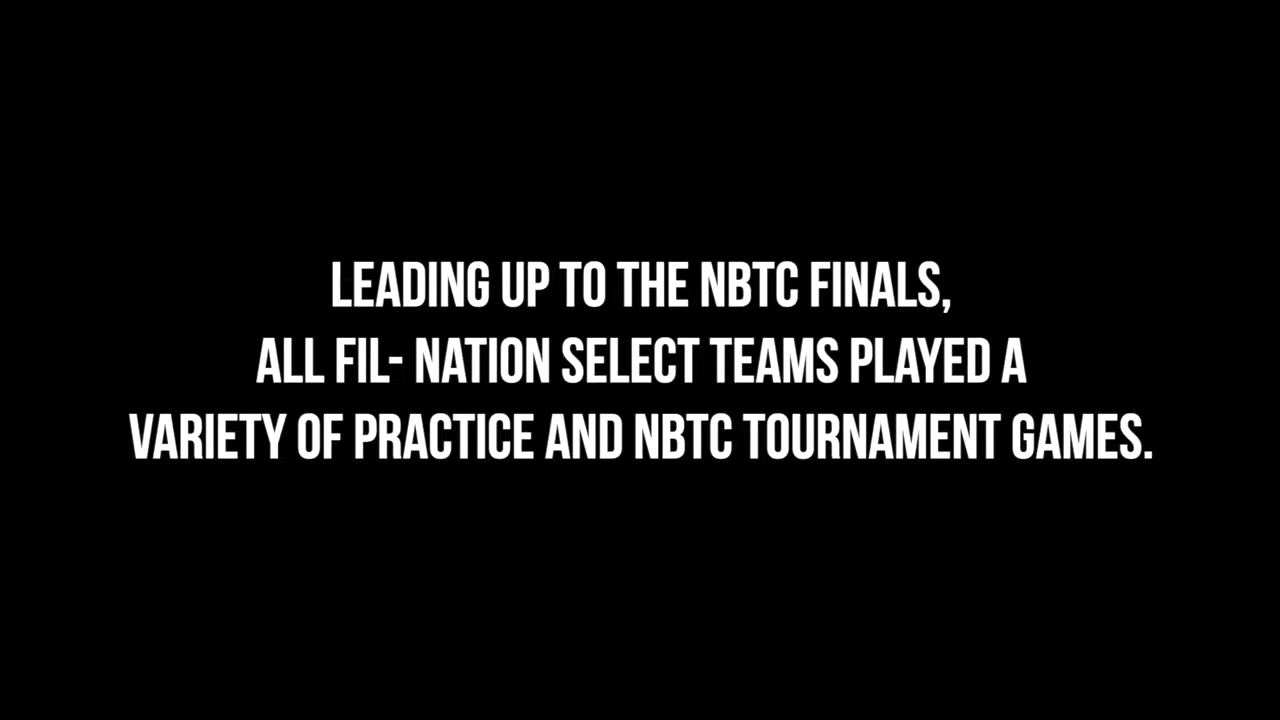 LEADING UP TO THE NBTC FINALS,
ALL FIL- NATION SELECT TEAMS PLAYED A
VARIETY OF PRACTICE AND NBTC TOURNAMENT GAMES.